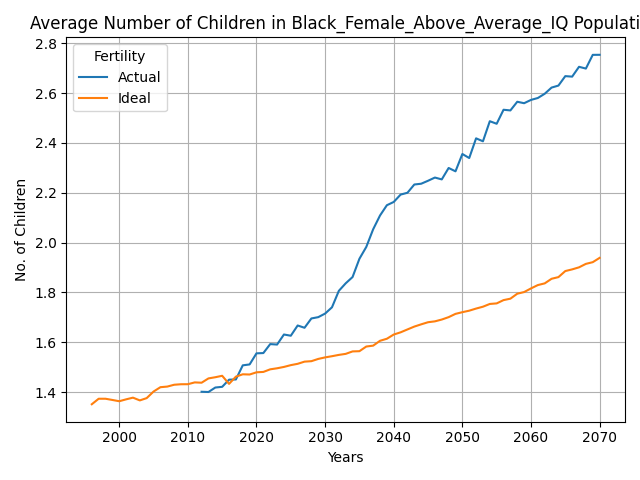 Average Number of Children in Black_Female_Above_Average_IQ Populati
Fertility
Actual
Ideal
2.8
2.6
2.4
2.2
2.0
1.8
1.6
1.4
No. of Children
2000 2010 2020 2030 2040 2050 2060 2070
Years